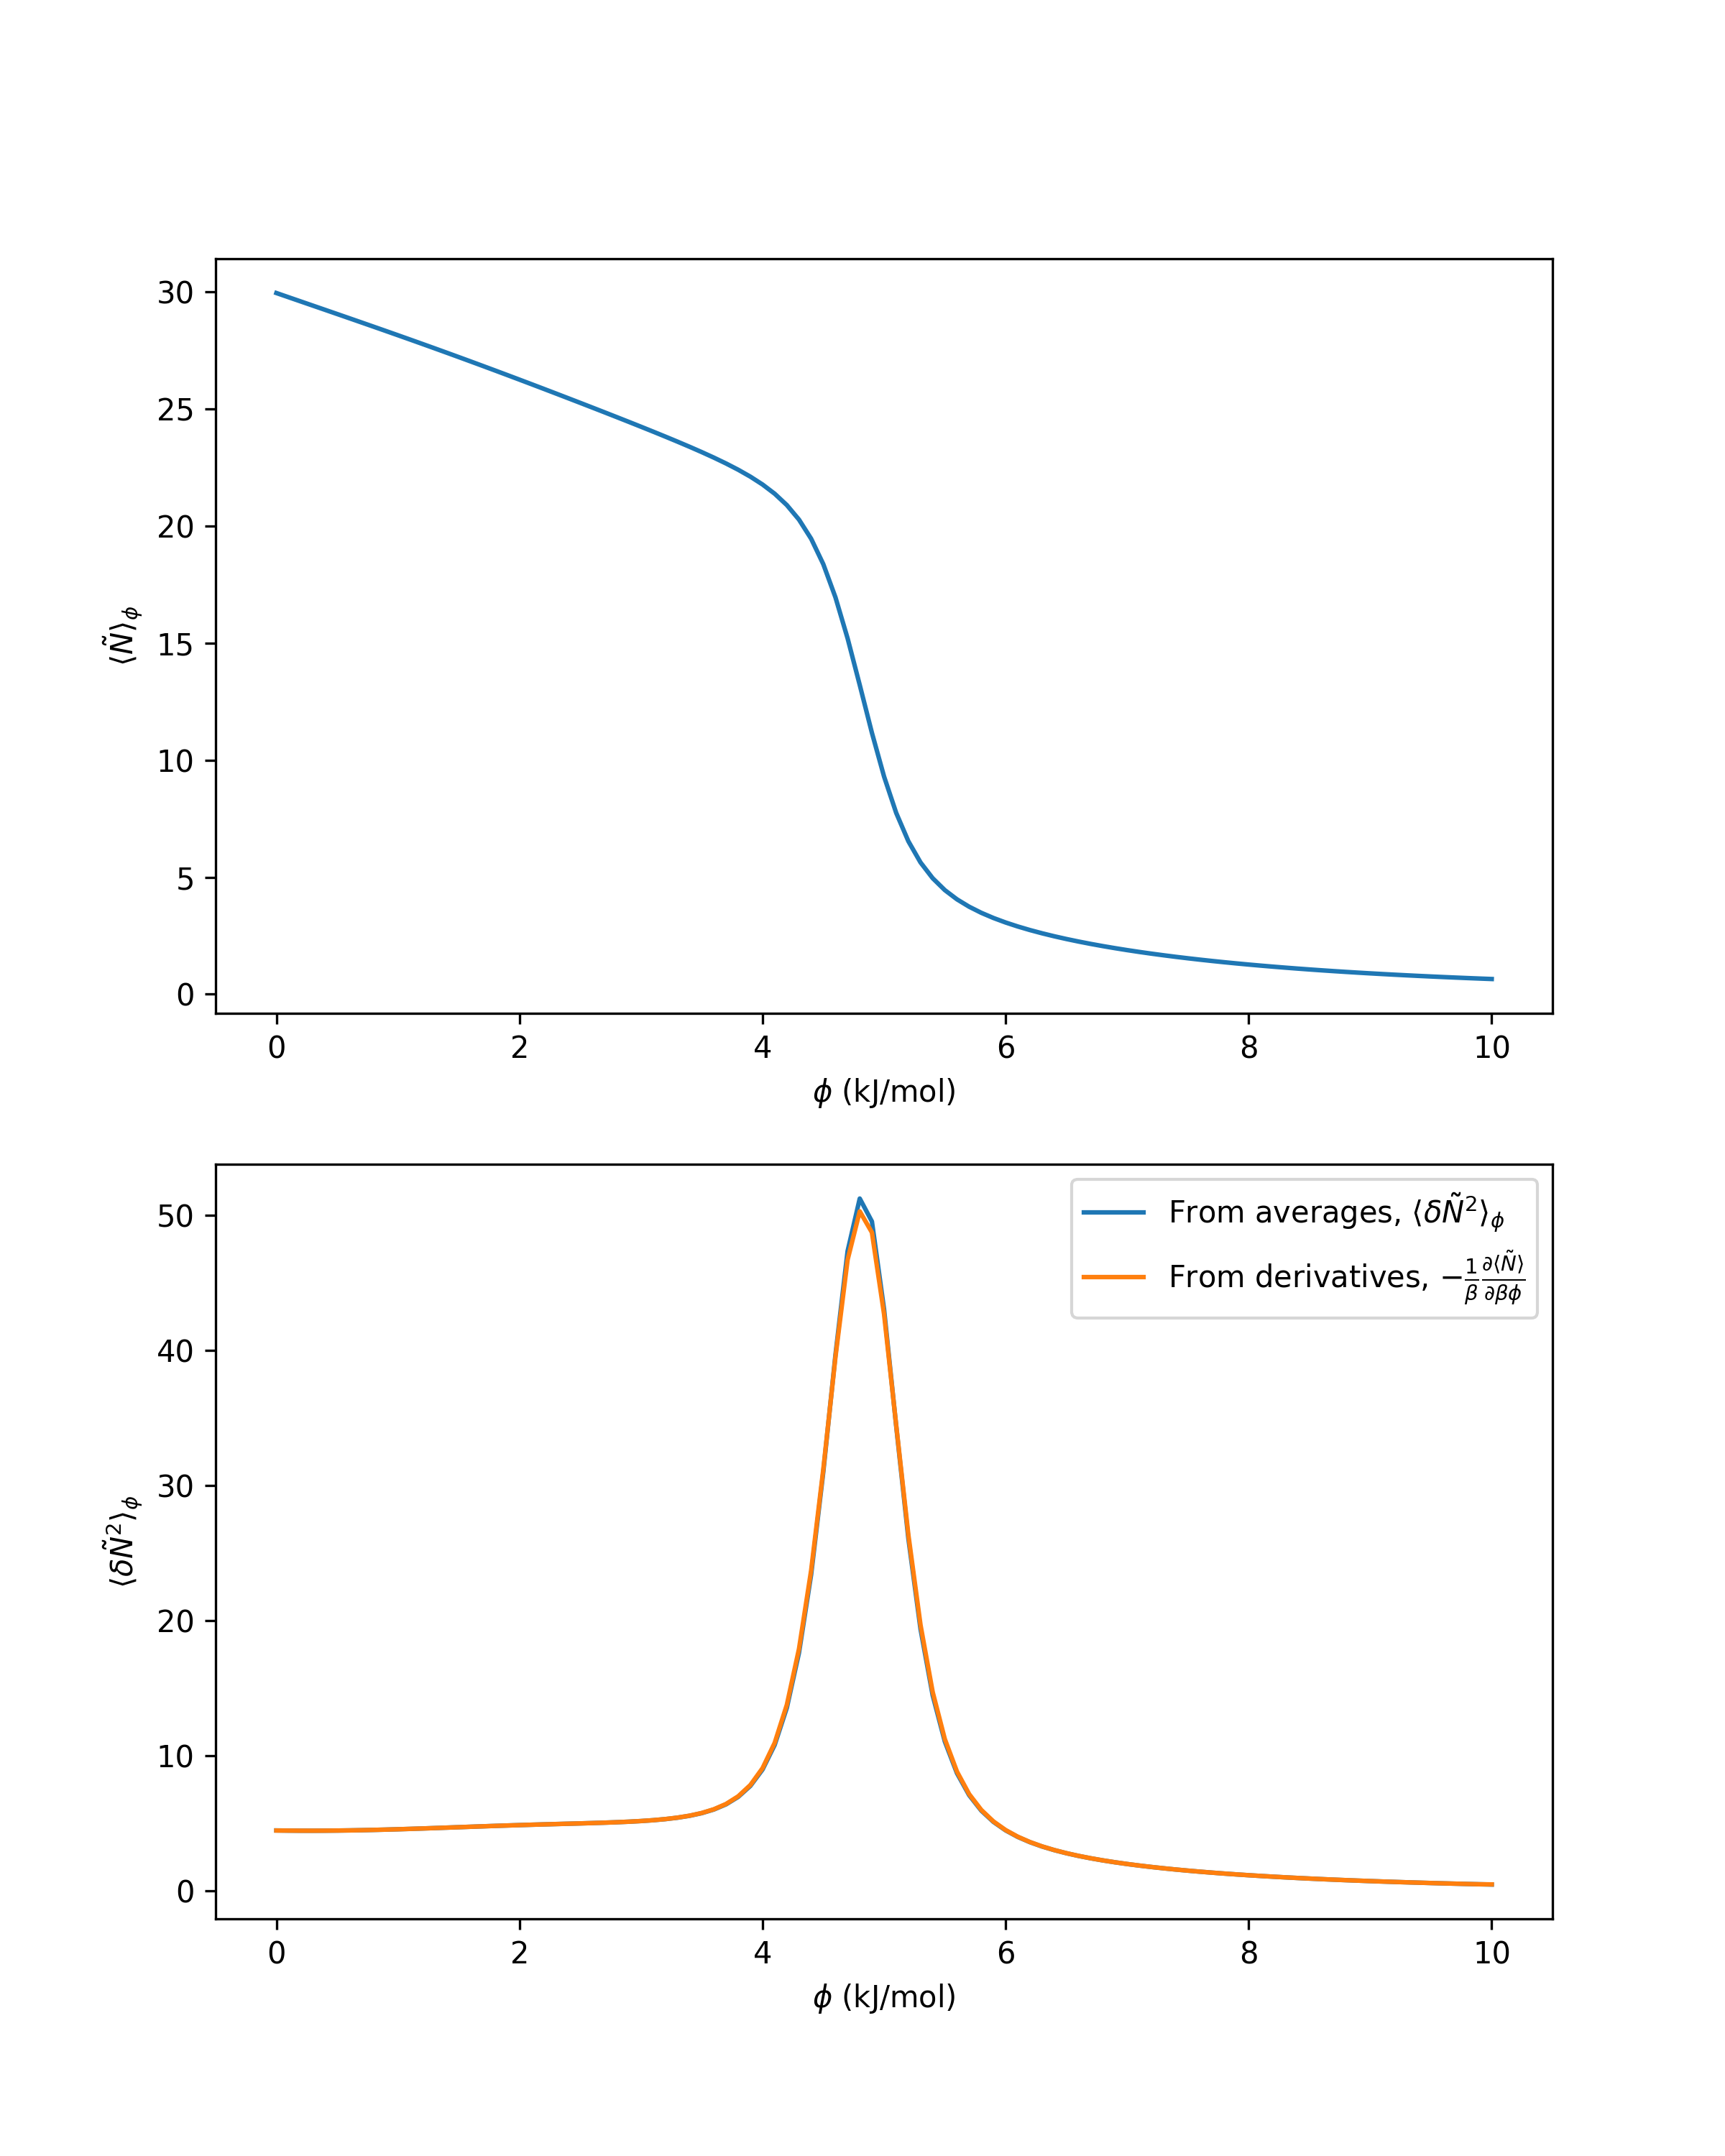 30
25
20
15
10
5
0
⟨Ñ⟩ϕ
0 2 4 6 8 10
ϕ (kJ/mol)
50
40
30
20
10
0
⟨δÑ²⟩ϕ
From averages, ⟨δÑ²⟩ϕ
From derivatives, −1/β ∂⟨Ñ⟩/∂βϕ
0 2 4 6 8 10
ϕ (kJ/mol)